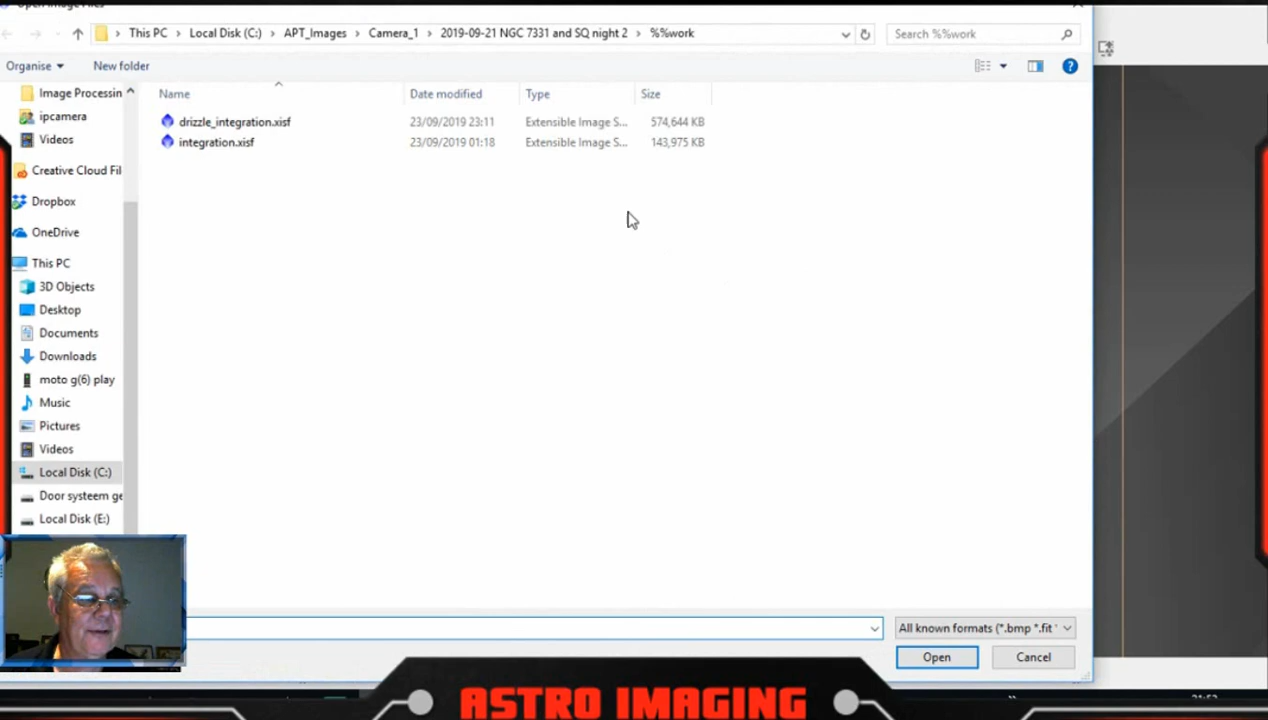 Open Image Files
This PC > Local Disk (C:) > APT_Images > Camera_1 > 2019-09-21 NGC 7331 and SQ night 2 > %%work
Search %%work
Organise New folder
Name Date modified Type Size
drizzle_integration.xisf 23/09/2019 23:11 Extensible Image S... 574,644 KB
integration.xisf 23/09/2019 01:18 Extensible Image S... 143,975 KB
Image Processin
ipcamera
Videos
Creative Cloud Fil
Dropbox
OneDrive
This PC
3D Objects
Desktop
Documents
Downloads
moto g(6) play
Music
Pictures
Videos
Local Disk (C:)
Door systeem ge
Local Disk (E:)
All known formats (*.bmp *.fit
Open Cancel
ASTRO IMAGING